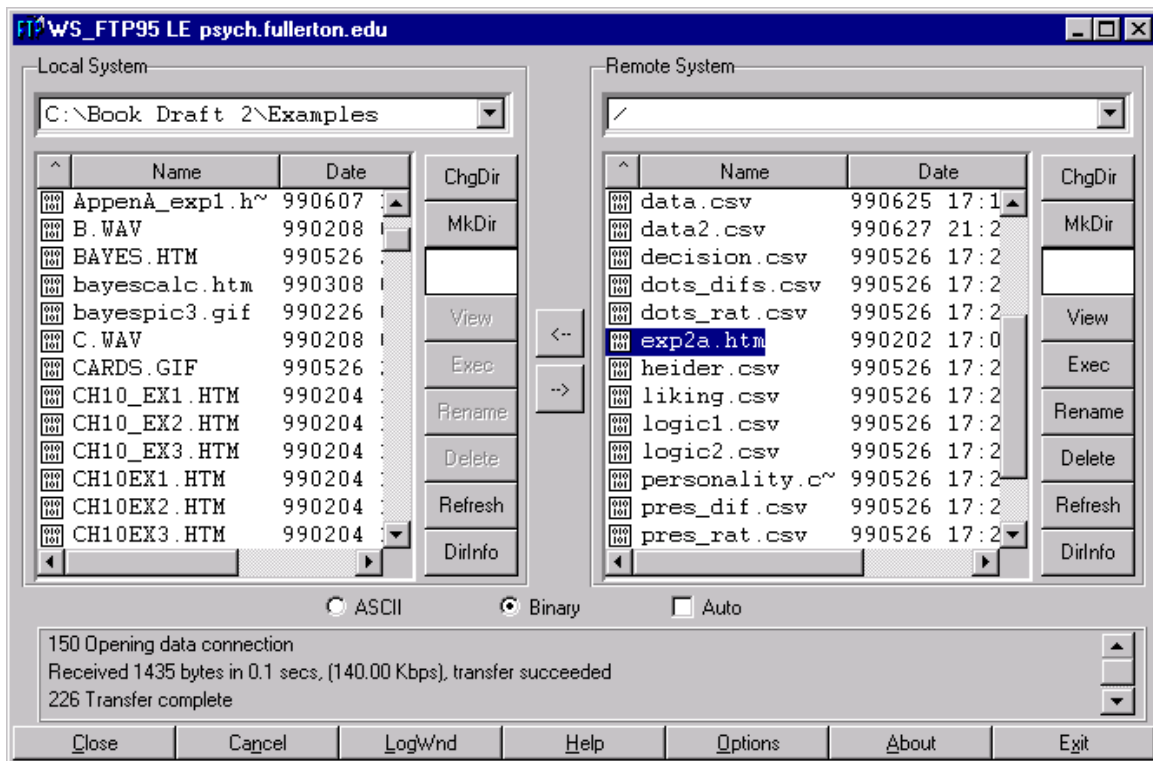 WS_FTP95 LE psych.fullerton.edu
Local System
C:\Book Draft 2\Examples
^ Name Date
AppenA_exp1.h~ 990607
B.WAV 990208
BAYES.HTM 990526
bayescalc.htm 990308
bayespic3.gif 990226
C.WAV 990208
CARDS.GIF 990526
CH10_EX1.HTM 990204
CH10_EX2.HTM 990204
CH10_EX3.HTM 990204
CH10EX1.HTM 990204
CH10EX2.HTM 990204
CH10EX3.HTM 990204
ChgDir
MkDir
View
Exec
Rename
Delete
Refresh
DirInfo
<--
-->
Remote System
/
^ Name Date
data.csv 990625 17:1
data2.csv 990627 21:2
decision.csv 990526 17:2
dots_difs.csv 990526 17:2
dots_rat.csv 990526 17:2
exp2a.htm 990202 17:0
heider.csv 990526 17:2
liking.csv 990526 17:2
logic1.csv 990526 17:2
logic2.csv 990526 17:2
personality.c~ 990526 17:2
pres_dif.csv 990526 17:2
pres_rat.csv 990526 17:2
ChgDir
MkDir
View
Exec
Rename
Delete
Refresh
DirInfo
ASCII Binary Auto
150 Opening data connection
Received 1435 bytes in 0.1 secs, (140.00 Kbps), transfer succeeded
226 Transfer complete
Close Cancel LogWnd Help Options About Exit